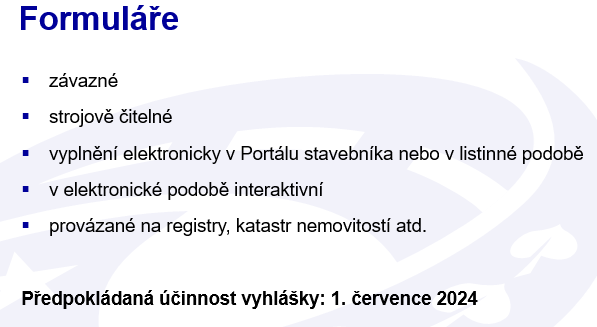 Formuláře
▪ závazné
▪ strojově čitelné
▪ vyplnění elektronicky v Portálu stavebníka nebo v listinné podobě
▪ v elektronické podobě interaktivní
▪ provázané na registry, katastr nemovitostí atd.
Předpokládaná účinnost vyhlášky: 1. července 2024